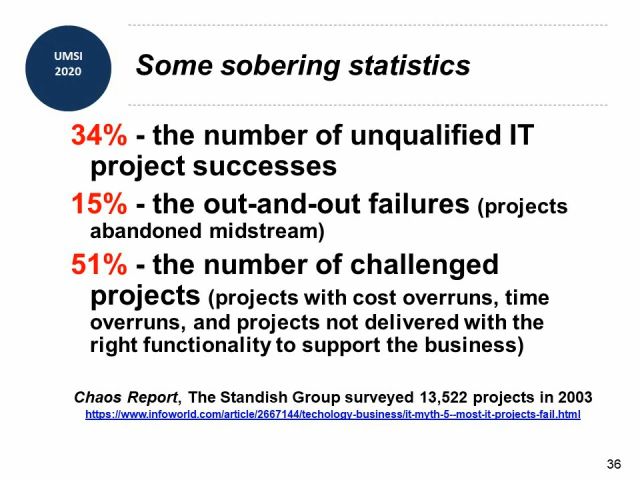 UMSI
2020
Some sobering statistics
34% - the number of unqualified IT
project successes
15% - the out-and-out failures (projects
abandoned midstream)
51% - the number of challenged
projects (projects with cost overruns, time
overruns, and projects not delivered with the
right functionality to support the business)
Chaos Report, The Standish Group surveyed 13,522 projects in 2003
https://www.infoworld.com/article/2667144/techology-business/it-myth-5--most-it-projects-fail.html
36